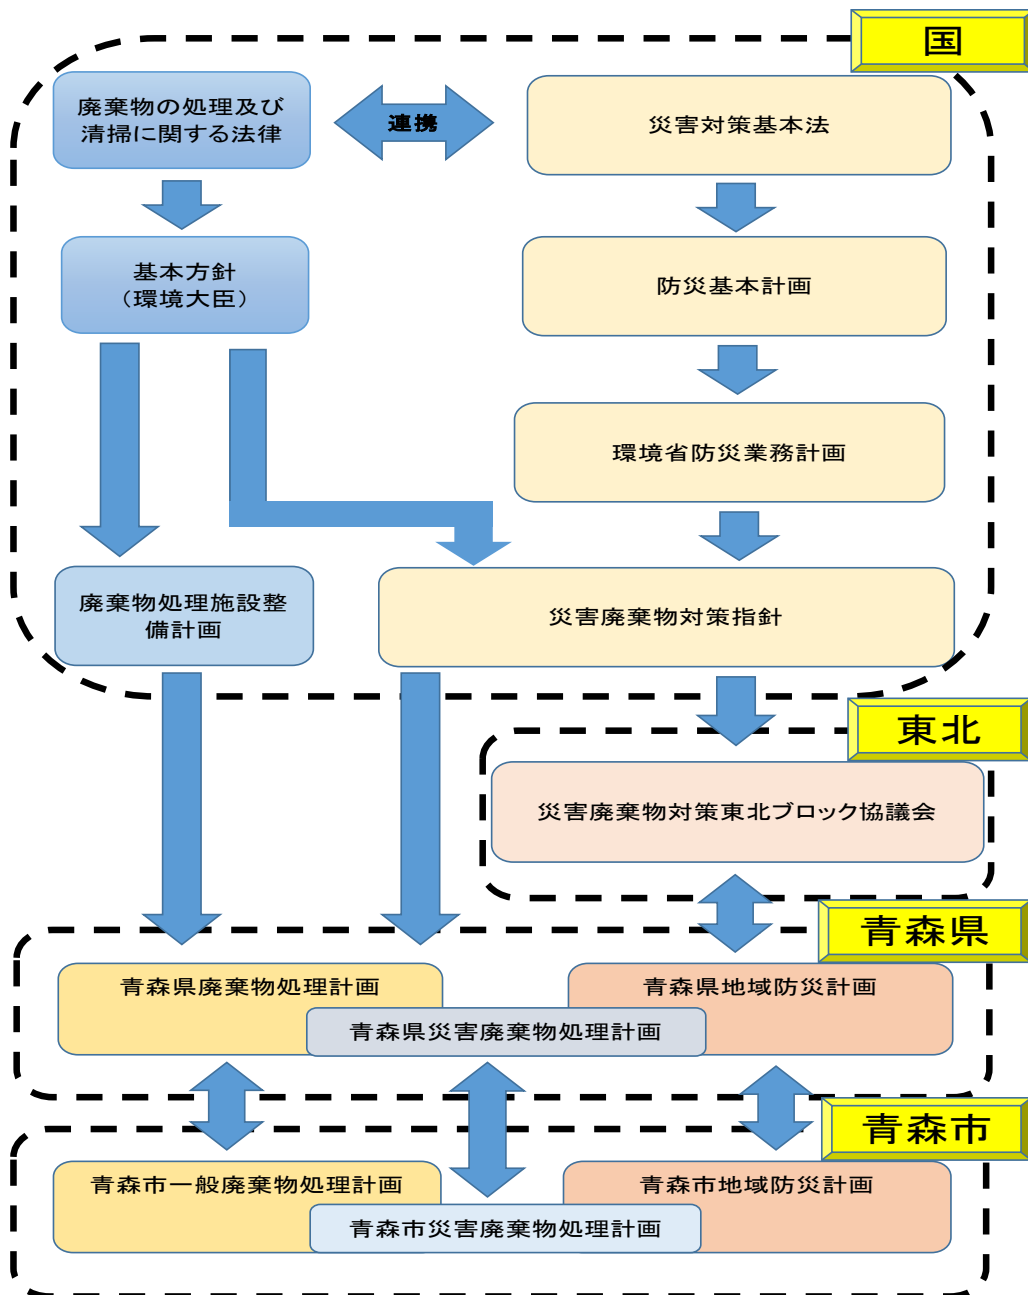 国
廃棄物の処理及び
清掃に関する法律
連携
災害対策基本法
基本方針
（環境大臣）
防災基本計画
環境省防災業務計画
廃棄物処理施設整
備計画
災害廃棄物対策指針
東北
災害廃棄物対策東北ブロック協議会
青森県
青森県廃棄物処理計画
青森県地域防災計画
青森県災害廃棄物処理計画
青森市
青森市一般廃棄物処理計画
青森市地域防災計画
青森市災害廃棄物処理計画